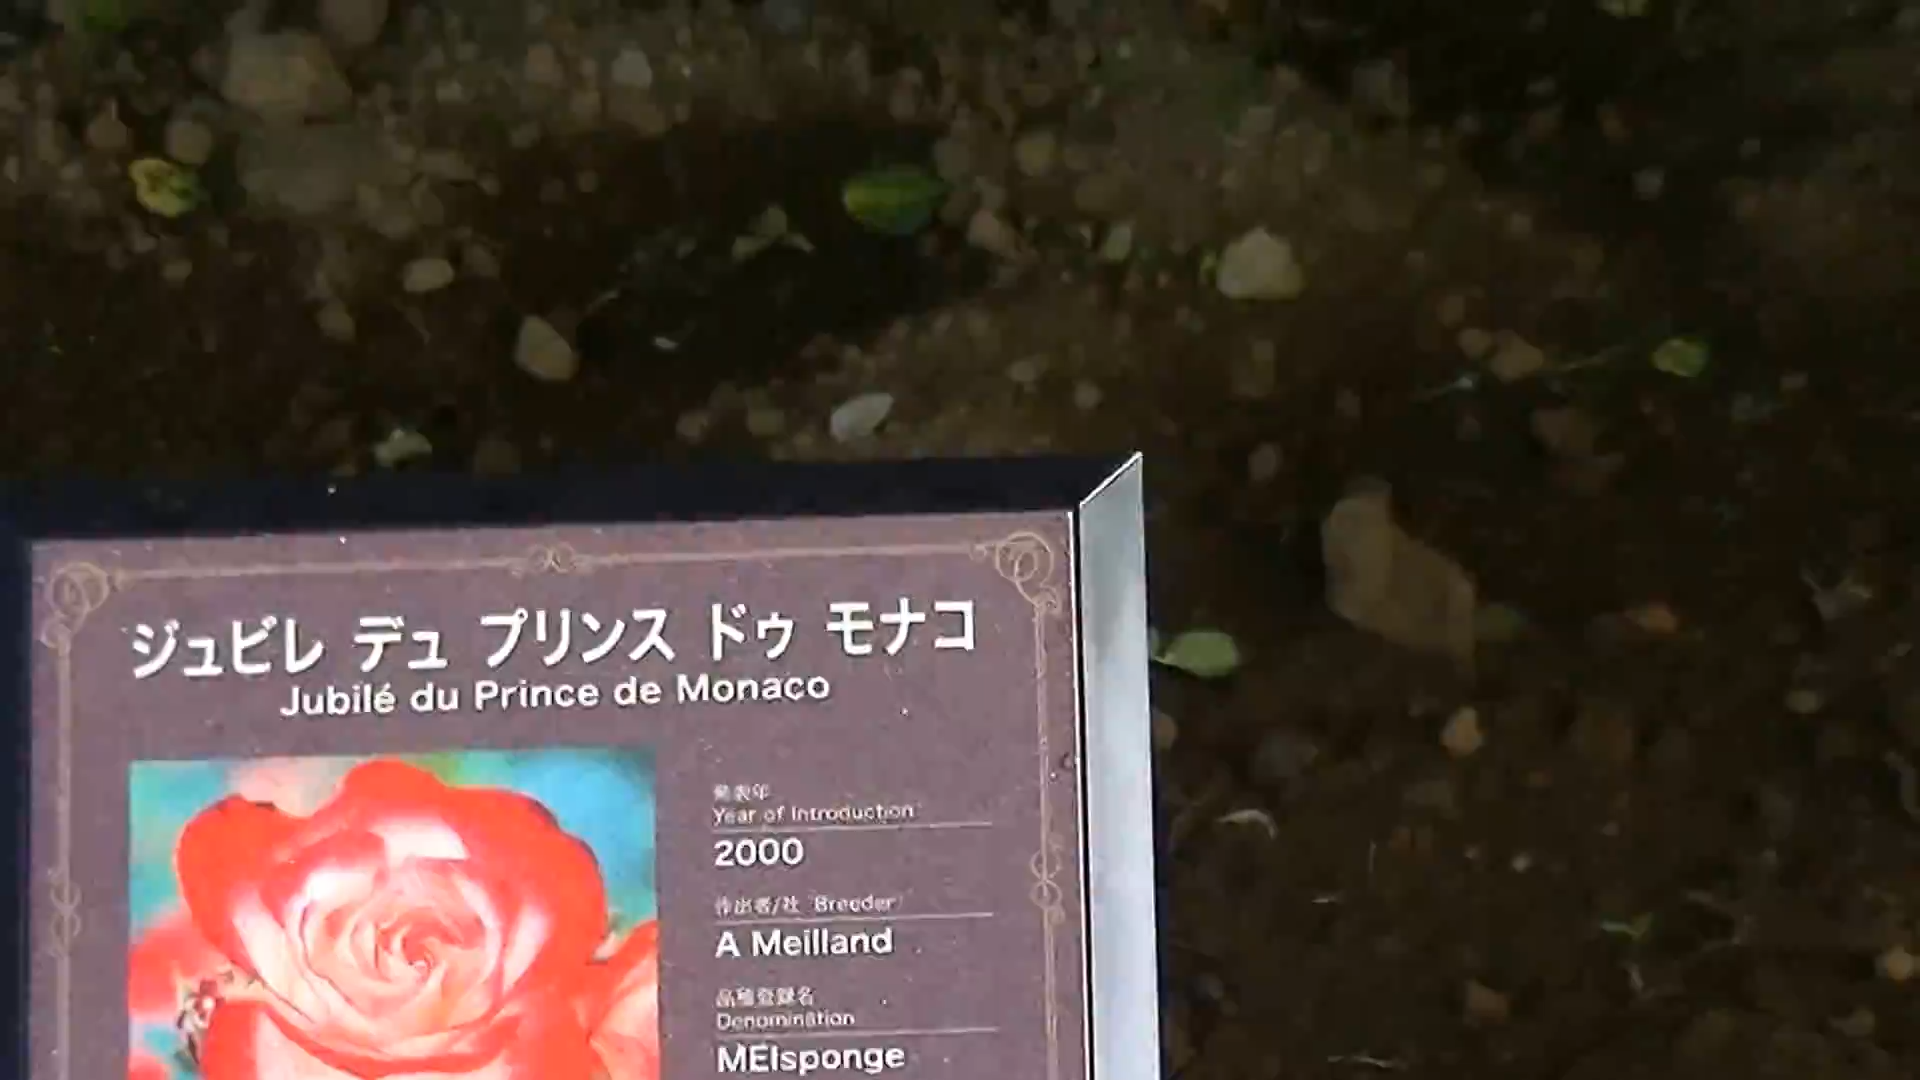 ジュビレ デュ プリンス ドゥ モナコ
Jubilé du Prince de Monaco
発表年
Year of Introduction
2000
作出者/社 Breeder
A Meilland
品種登録名
Denomination
MEIsponge